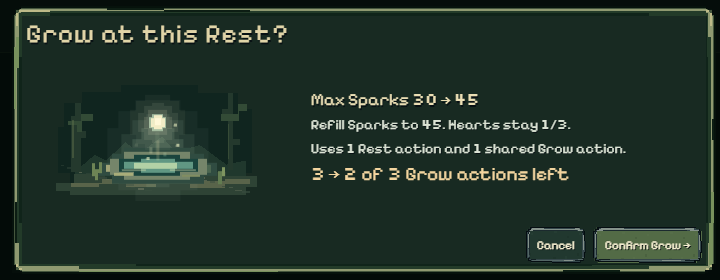 Grow at this Rest?
Max Sparks 30 → 45
Refill Sparks to 45. Hearts stay 1/3.
Uses 1 Rest action and 1 shared Grow action.
3 → 2 of 3 Grow actions left
Cancel
Confirm Grow →